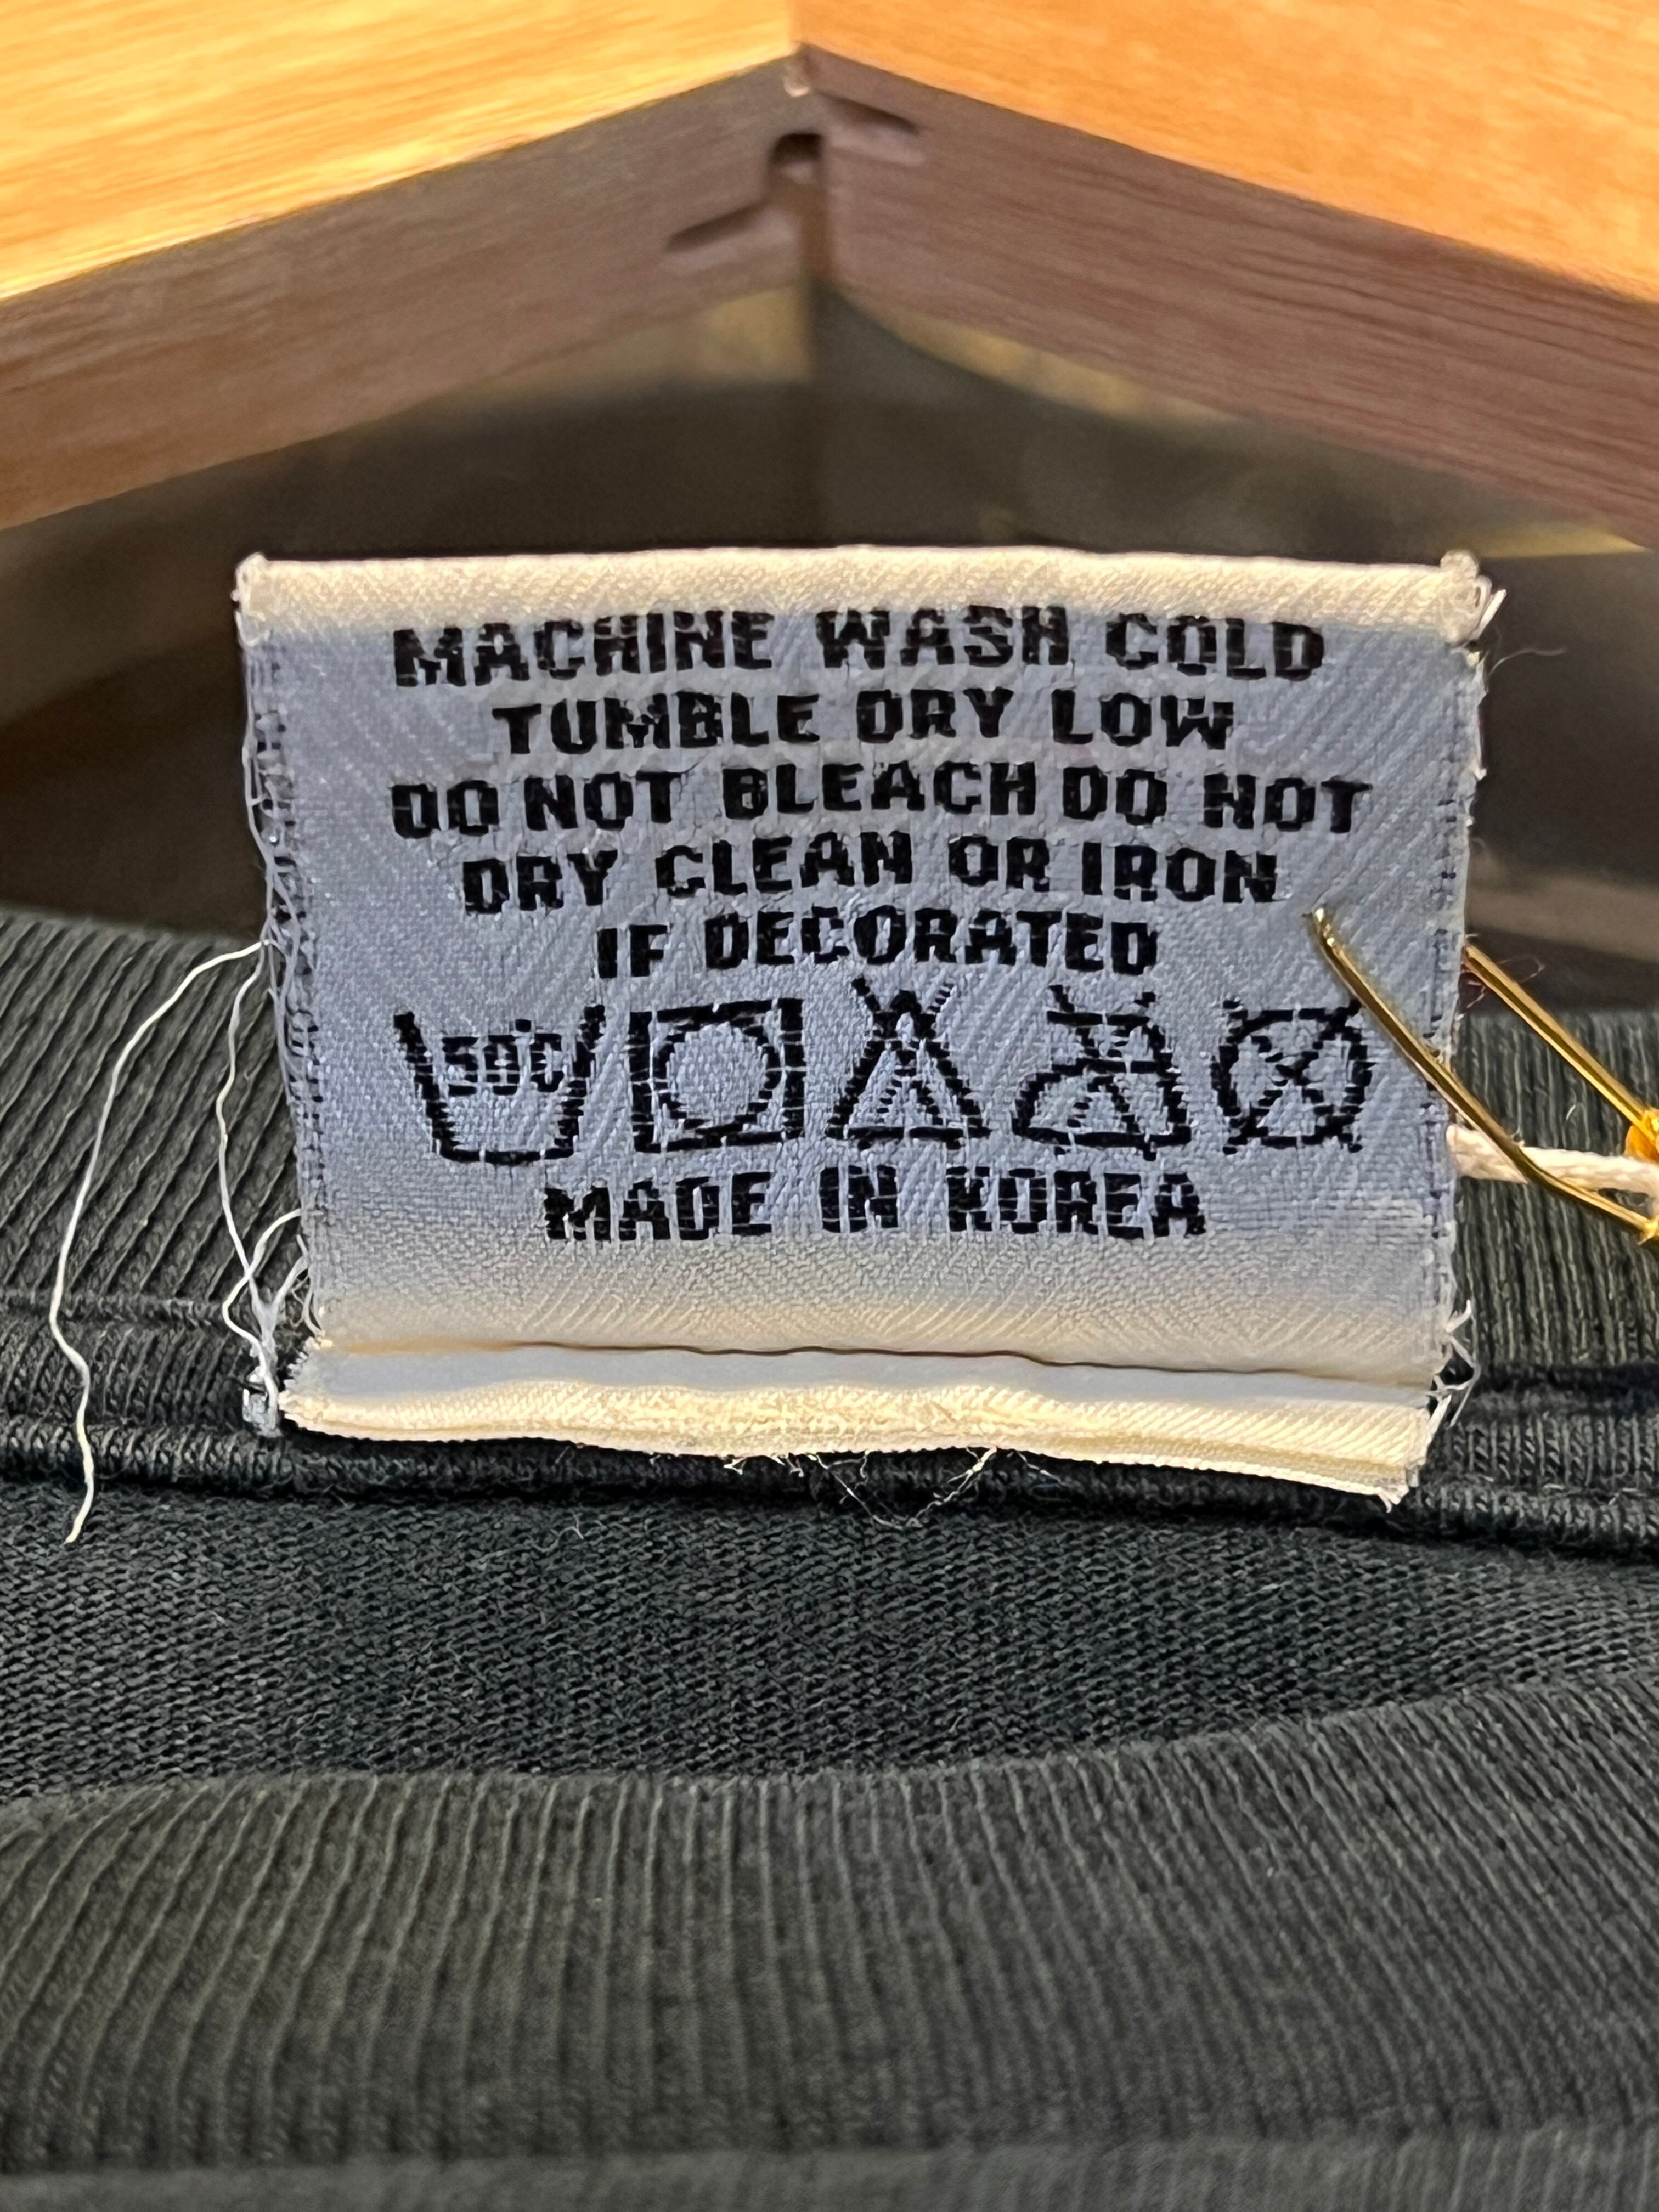 MACHINE WASH COLD
TUMBLE DRY LOW
DO NOT BLEACH DO NOT
DRY CLEAN OR IRON
IF DECORATED
50°C
MADE IN KOREA